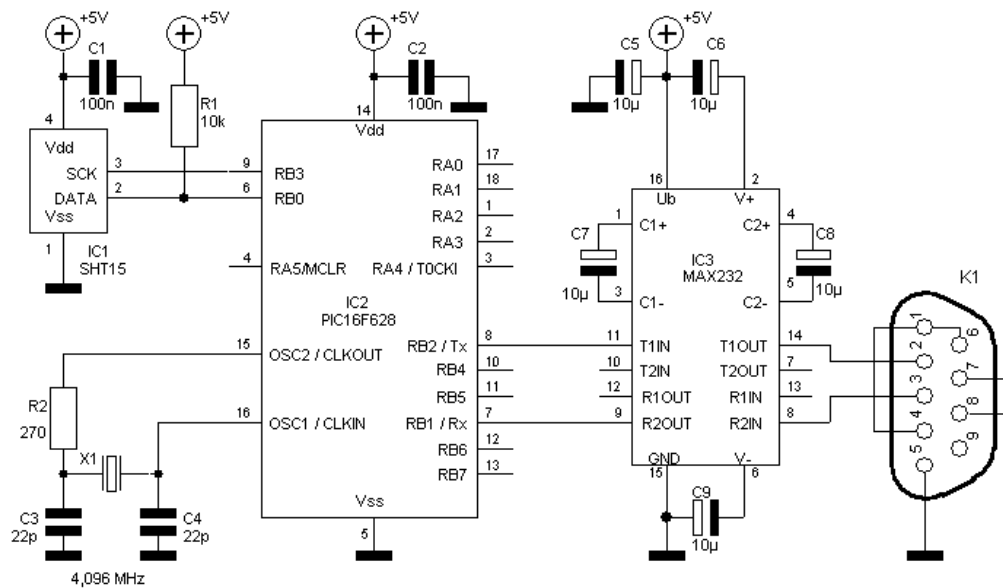 +5V
+5V
+5V
+5V
C1
100n
R1
10k
C2
100n
C5
10µ
C6
10µ
4
Vdd
SCK
3
DATA
2
Vss
1
IC1
SHT15
14
Vdd
9
RB3
6
RB0
4
RA5/MCLR
RA0
17
RA1
18
RA2
1
RA3
2
RA4 / T0CKI
3
IC2
PIC16F628
15
OSC2 / CLKOUT
16
OSC1 / CLKIN
RB2 / Tx
8
RB4
10
RB5
11
RB1 / Rx
7
RB6
12
RB7
13
Vss
5
R2
270
X1
C3
22p
C4
22p
4,096 MHz
16
Ub
2
V+
1
C1+
4
C2+
C7
10µ
C8
10µ
IC3
MAX232
3
C1-
5
C2-
11
T1IN
T1OUT
14
10
T2IN
T2OUT
7
12
R1OUT
R1IN
13
9
R2OUT
R2IN
8
GND
15
V-
6
C9
10µ
K1
1
2
3
4
5
6
7
8
9